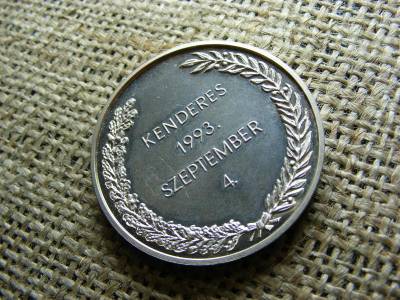 KENDERES
1993.
SZEPTEMBER
4.